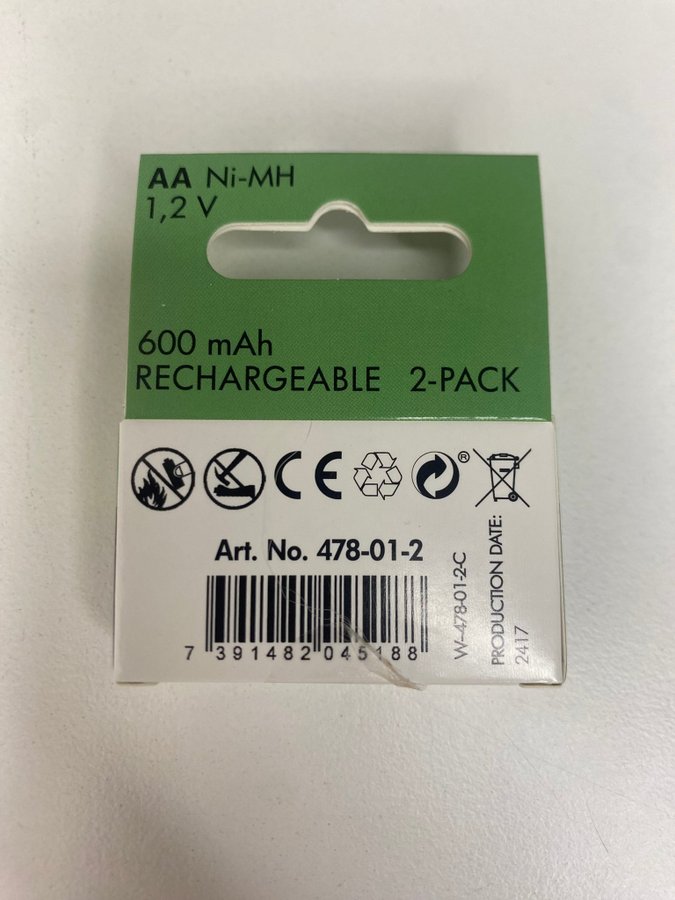 AA Ni-MH
1,2 V
600 mAh
RECHARGEABLE 2-PACK
CE
®
Art. No. 478-01-2
7 391482 045188
W-478-01-2-C
PRODUCTION DATE:
2417